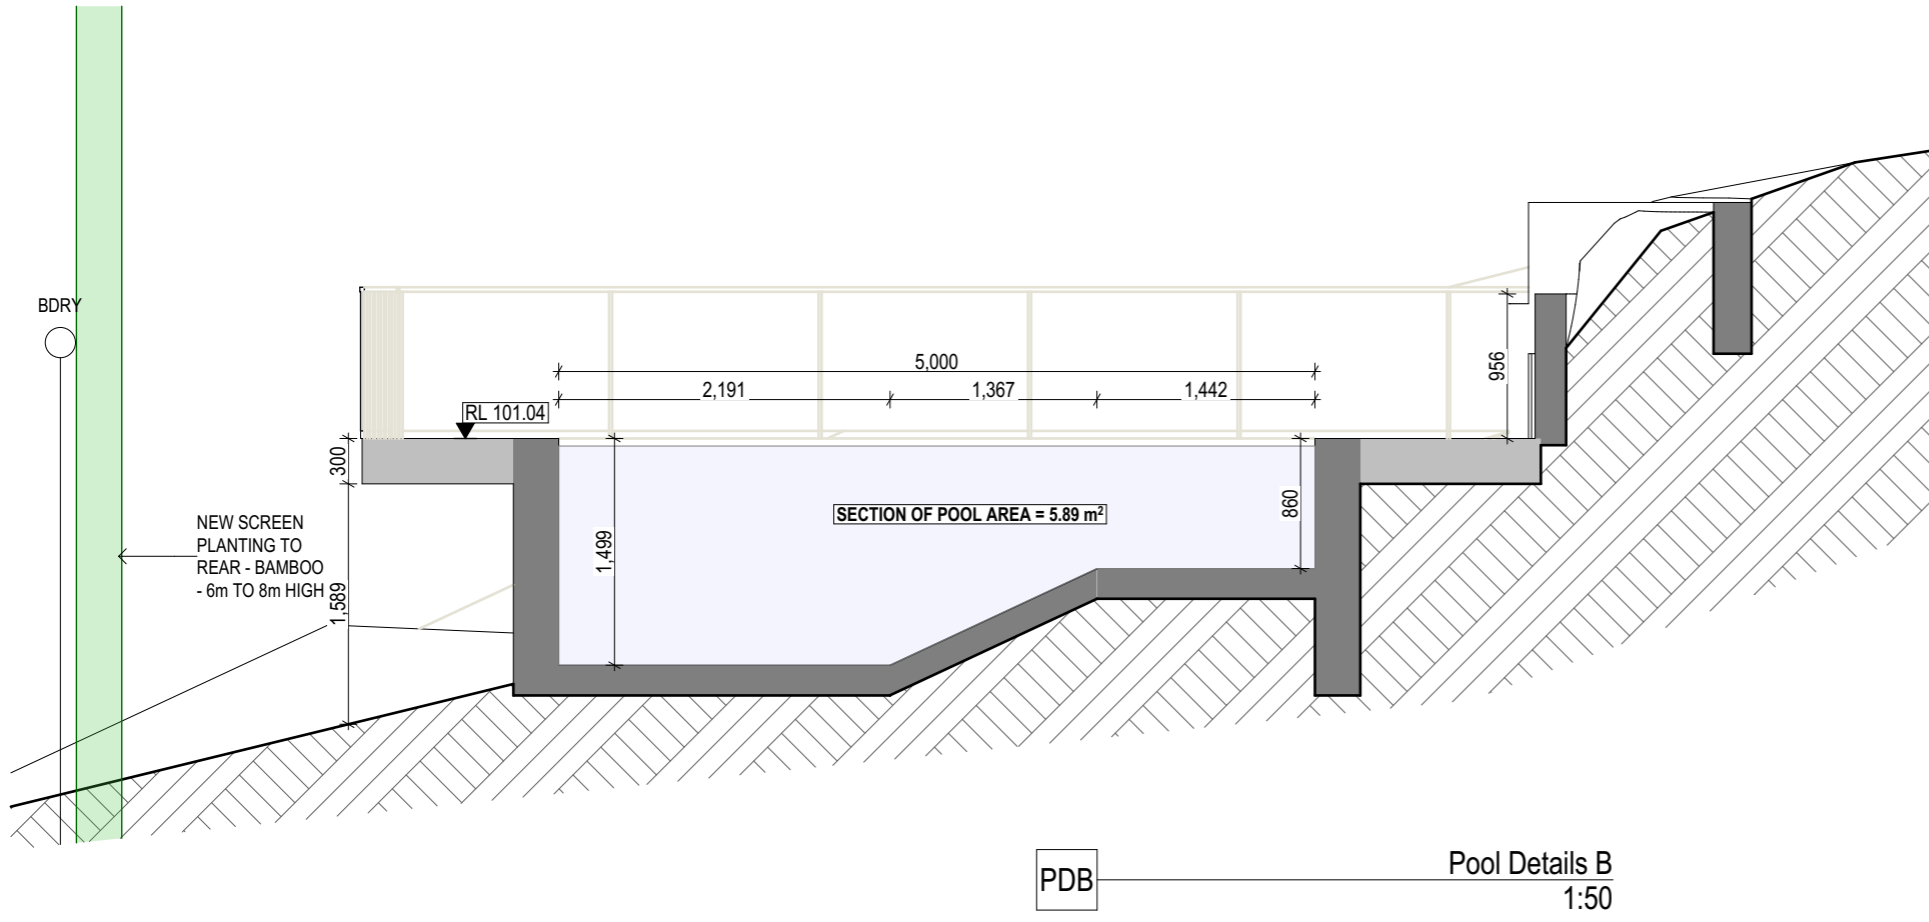 BDRY
5,000
2,191
1,367
1,442
956
RL 101.04
300
860
SECTION OF POOL AREA = 5.89 m²
1,499
NEW SCREEN
PLANTING TO
REAR - BAMBOO
- 6m TO 8m HIGH
1,589
PDB
Pool Details B
1:50